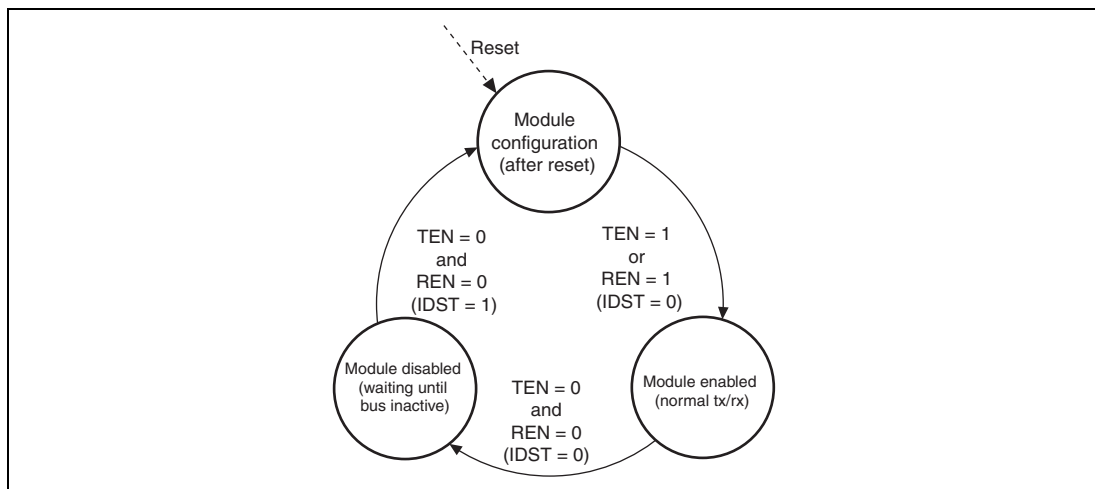 Reset
Module
configuration
(after reset)
TEN = 0
and
REN = 0
(IDST = 1)
TEN = 1
or
REN = 1
(IDST = 0)
Module disabled
(waiting until
bus inactive)
TEN = 0
and
REN = 0
(IDST = 0)
Module enabled
(normal tx/rx)